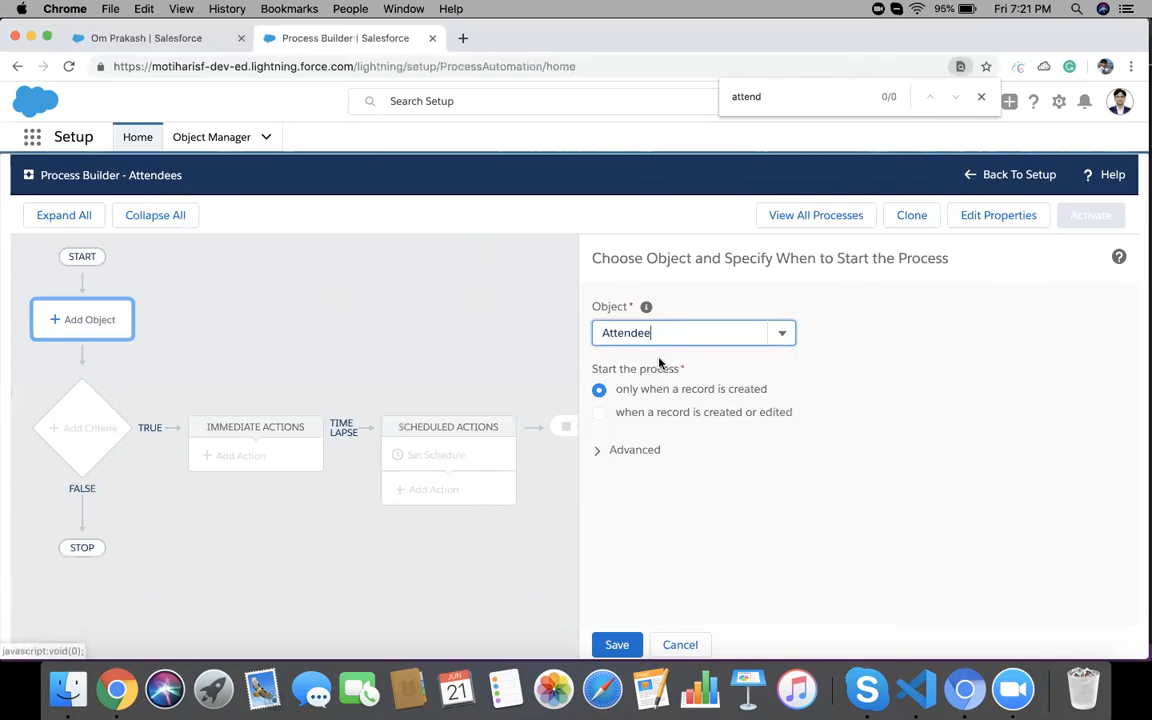 Chrome File Edit View History Bookmarks People Window Help 95% Fri 7:21 PM
Om Prakash | Salesforce
Process Builder | Salesforce
https://motiharisf-dev-ed.lightning.force.com/lightning/setup/ProcessAutomation/home
attend 0/0
Search Setup
Setup Home Object Manager
Process Builder - Attendees
Back To Setup
? Help
Expand All Collapse All View All Processes Clone Edit Properties Activate
START
Choose Object and Specify When to Start the Process
Object*
+ Add Object
Attendee
Start the process*
only when a record is created
when a record is created or edited
Advanced
+ Add Criteria
TRUE
IMMEDIATE ACTIONS
+ Add Action
TIME
LAPSE
SCHEDULED ACTIONS
Set Schedule
+ Add Action
FALSE
STOP
Save Cancel
javascript:void(0);
JUN
21